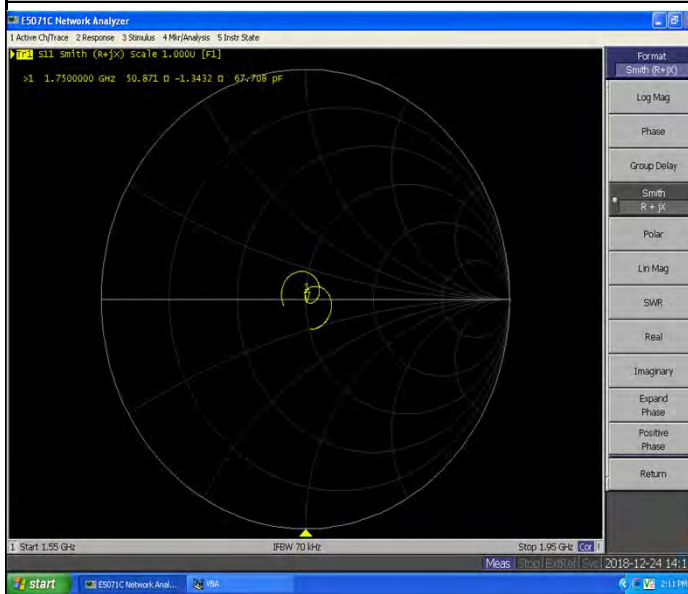 E5071C Network Analyzer
1 Active Ch/Trace 2 Response 3 Stimulus 4 Mkr/Analysis 5 Instr State
Tr1 S11 Smith (R+jX) Scale 1.000U [F1]
>1 1.7500000 GHz 50.871 Ω -1.3432 Ω 67.708 pF
1
Format
Smith (R+jX)
Log Mag
Phase
Group Delay
Smith
R + jX
Polar
Lin Mag
SWR
Real
Imaginary
Expand
Phase
Positive
Phase
Return
1 Start 1.55 GHz IFBW 70 kHz Stop 1.95 GHz Cor !
Meas Stop ExtRef Svc 2018-12-24 14:1
start E5071C Network Anal... VBA 2:11 PM